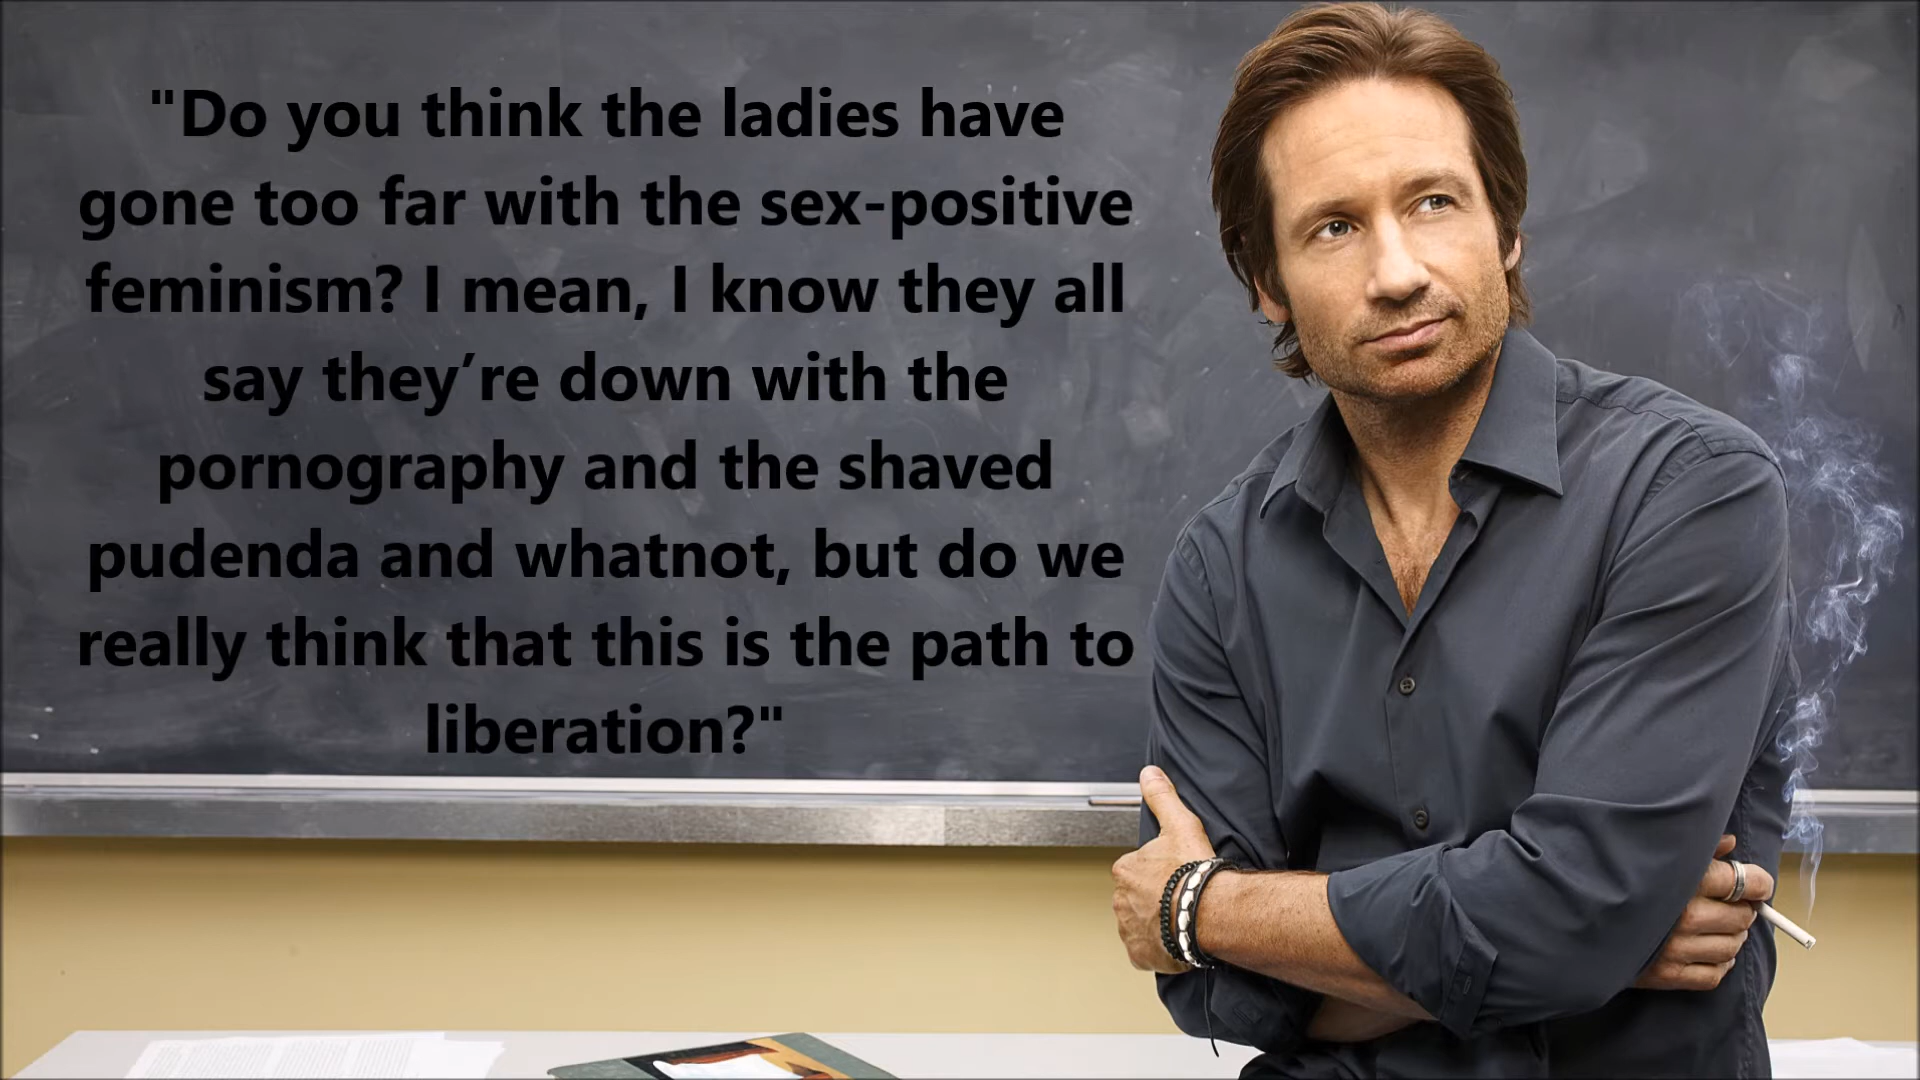 "Do you think the ladies have
gone too far with the sex-positive
feminism? I mean, I know they all
say they’re down with the
pornography and the shaved
pudenda and whatnot, but do we
really think that this is the path to
liberation?"